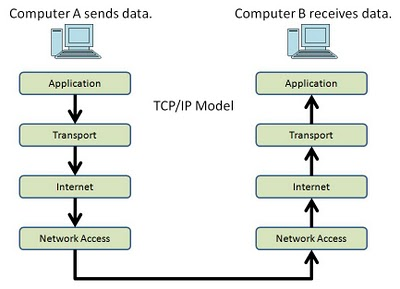 Computer A sends data.
Computer B receives data.
Application
Application
TCP/IP Model
Transport
Transport
Internet
Internet
Network Access
Network Access